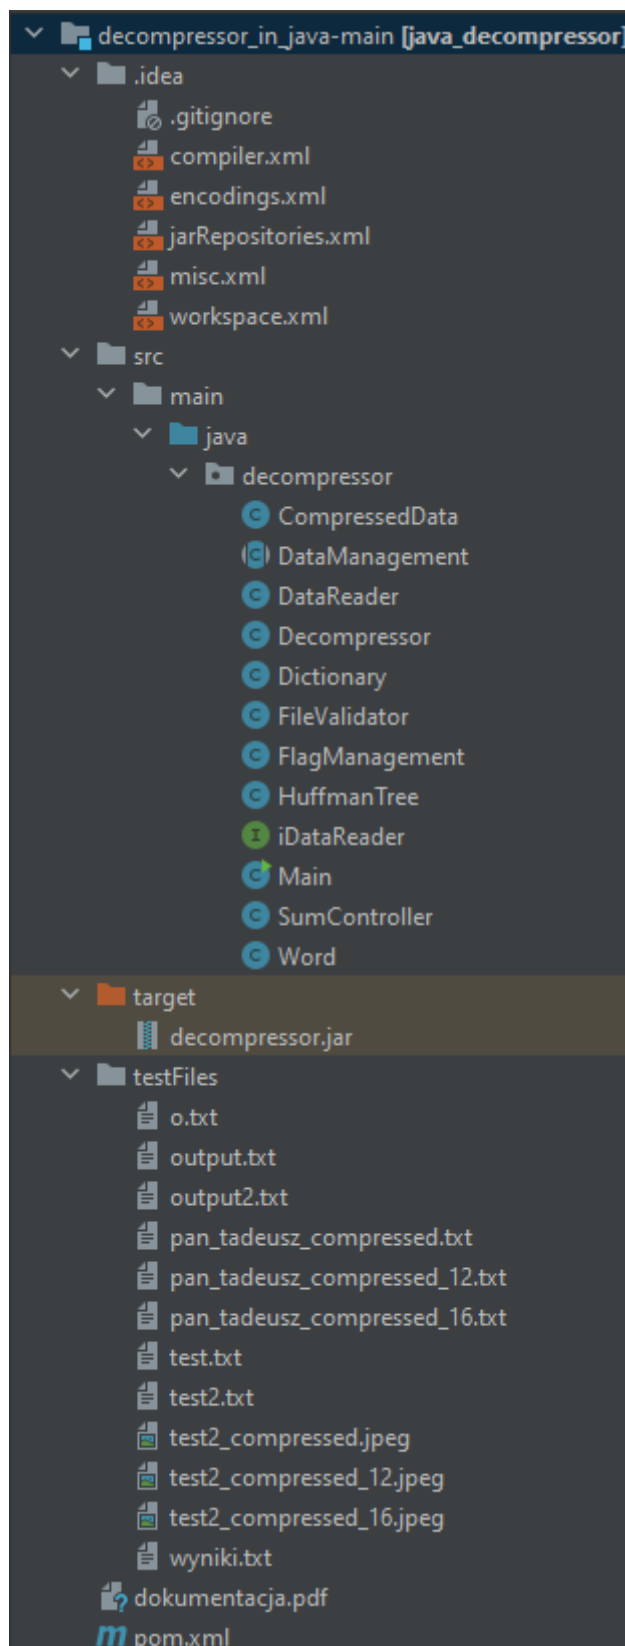 decompressor_in_java-main [java_decompressor]
.idea
.gitignore
compiler.xml
encodings.xml
jarRepositories.xml
misc.xml
workspace.xml
src
main
java
decompressor
CompressedData
DataManagement
DataReader
Decompressor
Dictionary
FileValidator
FlagManagement
HuffmanTree
iDataReader
Main
SumController
Word
target
decompressor.jar
testFiles
o.txt
output.txt
output2.txt
pan_tadeusz_compressed.txt
pan_tadeusz_compressed_12.txt
pan_tadeusz_compressed_16.txt
test.txt
test2.txt
test2_compressed.jpeg
test2_compressed_12.jpeg
test2_compressed_16.jpeg
wyniki.txt
dokumentacja.pdf
pom.xml